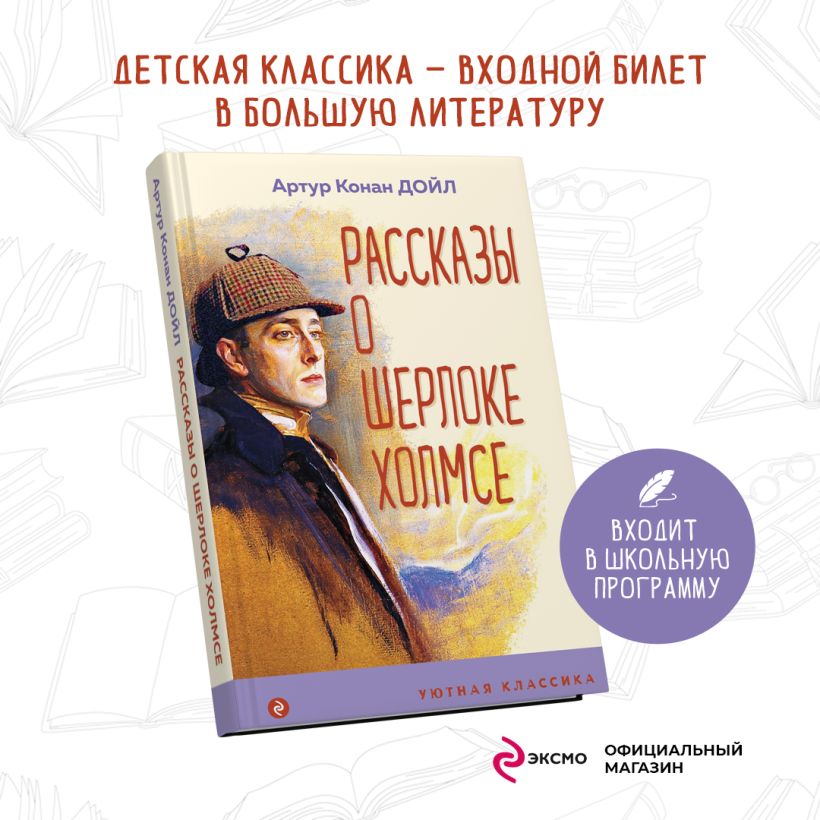 ДЕТСКАЯ КЛАССИКА – ВХОДНОЙ БИЛЕТ
В БОЛЬШУЮ ЛИТЕРАТУРУ
Артур Конан ДОЙЛ
РАССКАЗЫ
О
ШЕРЛОКЕ
ХОЛМСЕ
Артур Конан ДОЙЛ РАССКАЗЫ О ШЕРЛОКЕ ХОЛМСЕ
УЮТНАЯ КЛАССИКА
ВХОДИТ
В ШКОЛЬНУЮ
ПРОГРАММУ
ЭКСМО
ОФИЦИАЛЬНЫЙ
МАГАЗИН